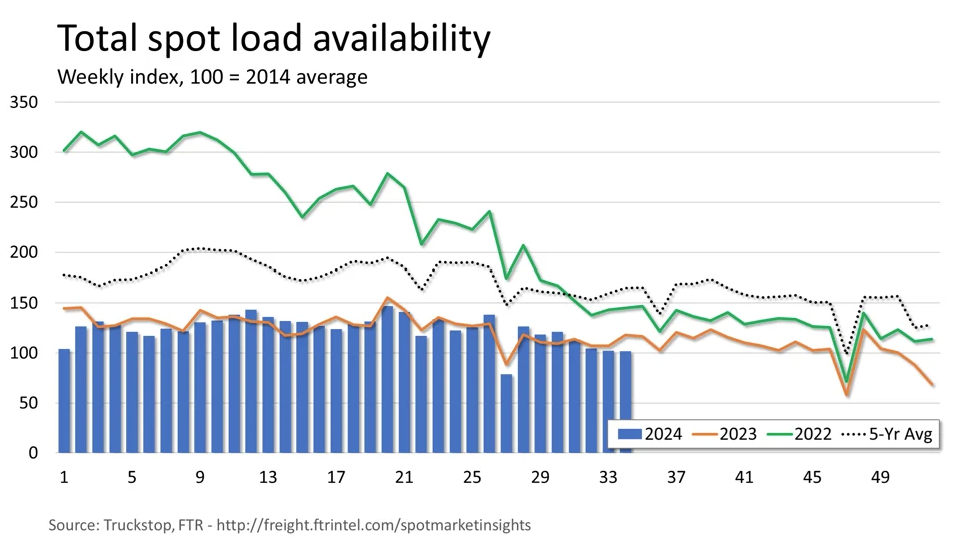 Total spot load availability
Weekly index, 100 = 2014 average
350
300
250
200
150
100
50
0
2024 2023 2022 5-Yr Avg
1 5 9 13 17 21 25 29 33 37 41 45 49
Source: Truckstop, FTR - http://freight.ftrintel.com/spotmarketinsights